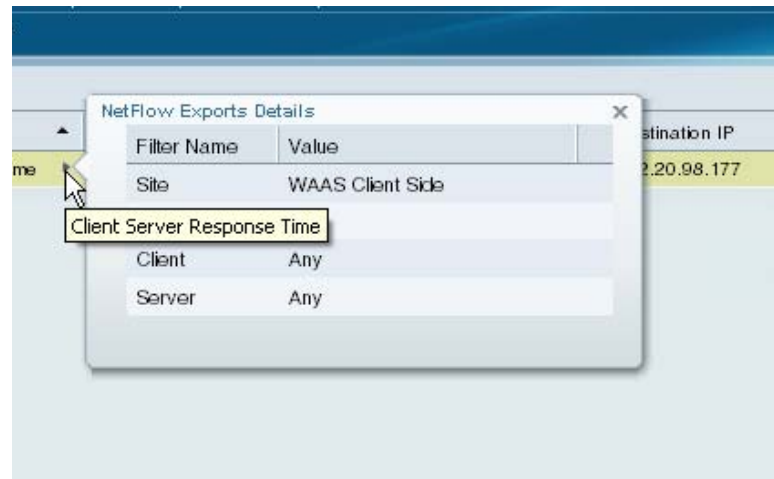 NetFlow Exports Details
Filter Name Value
stination IP
me
2.20.98.177
Site WAAS Client Side
Client Server Response Time
Client Any
Server Any